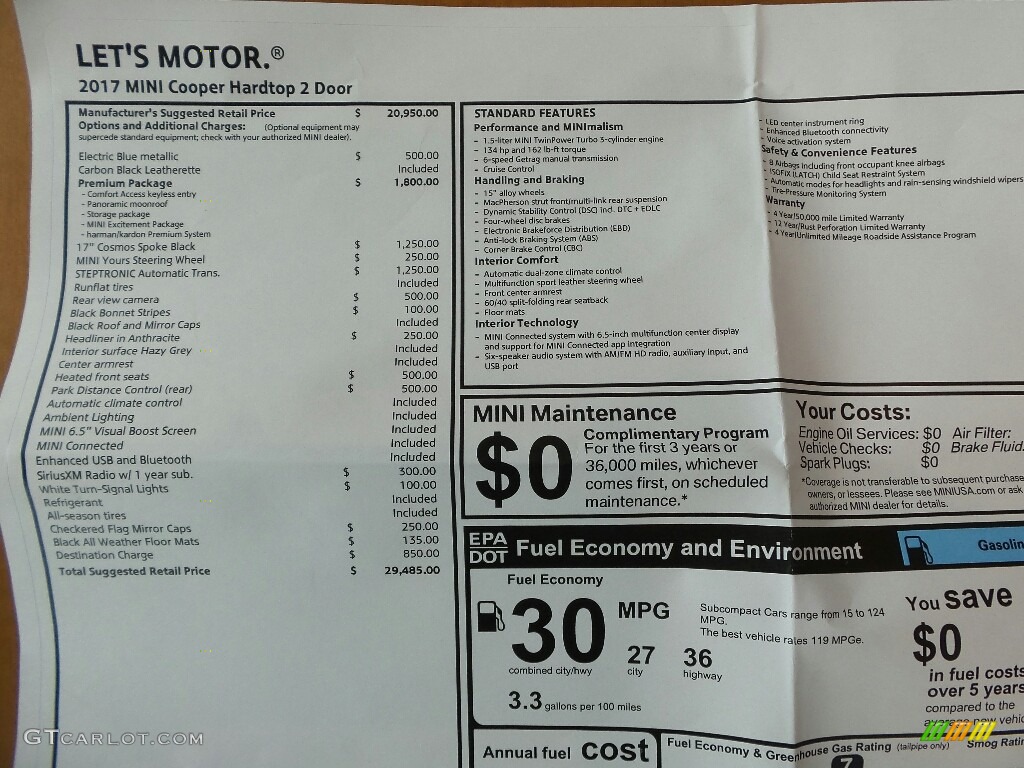 LET'S MOTOR.®
2017 MINI Cooper Hardtop 2 Door
Manufacturer's Suggested Retail Price $ 20,950.00
Options and Additional Charges: (Optional equipment may
supercede standard equipment; check with your authorized MINI dealer).
Electric Blue metallic $ 500.00
Carbon Black Leatherette Included
Premium Package $ 1,800.00
- Comfort Access keyless entry
- Panoramic moonroof
- Storage package
- MINI Excitement Package
- harman/kardon Premium System
17" Cosmos Spoke Black $ 1,250.00
MINI Yours Steering Wheel $ 250.00
STEPTRONIC Automatic Trans. $ 1,250.00
Runflat tires Included
Rear view camera $ 500.00
Black Bonnet Stripes $ 100.00
Black Roof and Mirror Caps Included
Headliner in Anthracite $ 250.00
Interior surface Hazy Grey Included
Center armrest Included
Heated front seats $ 500.00
Park Distance Control (rear) $ 500.00
Automatic climate control Included
Ambient Lighting Included
MINI 6.5" Visual Boost Screen Included
MINI Connected Included
Enhanced USB and Bluetooth Included
SiriusXM Radio w/ 1 year sub. $ 300.00
White Turn-Signal Lights $ 100.00
Refrigerant Included
All-season tires Included
Checkered Flag Mirror Caps $ 250.00
Black All Weather Floor Mats $ 135.00
Destination Charge $ 850.00
Total Suggested Retail Price $ 29,485.00
STANDARD FEATURES
Performance and MINImalism
- 1.5-liter MINI TwinPower Turbo 3-cylinder engine
- 134 hp and 162 lb-ft torque
- 6-speed Getrag manual transmission
- Cruise Control
Handling and Braking
- 15" alloy wheels
- MacPherson strut front/multi-link rear suspension
- Dynamic Stability Control (DSC) incl. DTC + EDLC
- Four-wheel disc brakes
- Electronic Brakeforce Distribution (EBD)
- Anti-lock Braking System (ABS)
- Corner Brake Control (CBC)
Interior Comfort
- Automatic dual-zone climate control
- Multifunction sport leather steering wheel
- Front center armrest
- 60/40 split-folding rear seatback
- Floor mats
Interior Technology
- MINI Connected system with 6.5-inch multifunction center display
and support for MINI Connected app integration
- Six-speaker audio system with AM/FM HD radio, auxiliary input, and
USB port
- LED center instrument ring
- Enhanced Bluetooth connectivity
- Voice activation system
Safety & Convenience Features
- 8 Airbags including front occupant knee airbags
- ISOFIX (LATCH) Child Seat Restraint System
- Automatic modes for headlights and rain-sensing windshield wipers
- Tire-Pressure Monitoring System
Warranty
- 4 Year/50,000 mile Limited Warranty
- 12 Year/Rust Perforation Limited Warranty
- 4 Year/Unlimited Mileage Roadside Assistance Program
MINI Maintenance
$0
Complimentary Program
For the first 3 years or
36,000 miles, whichever
comes first, on scheduled
maintenance.*
Your Costs:
Engine Oil Services: $0 Air Filter:
Vehicle Checks: $0 Brake Fluid:
Spark Plugs: $0
*Coverage is not transferable to subsequent purchase
owners, or lessees. Please see MINIUSA.com or ask
authorized MINI dealer for details.
EPA
DOT Fuel Economy and Environment
Gasolin
Fuel Economy
30 MPG
combined city/hwy
27
city
36
highway
3.3 gallons per 100 miles
Subcompact Cars range from 15 to 124
MPG.
The best vehicle rates 119 MPGe.
You save
$0
in fuel costs
over 5 years
compared to the
average new vehic
Annual fuel cost
Fuel Economy & Greenhouse Gas Rating (tailpipe only) Smog Ratin
7
GTCARLOT.COM